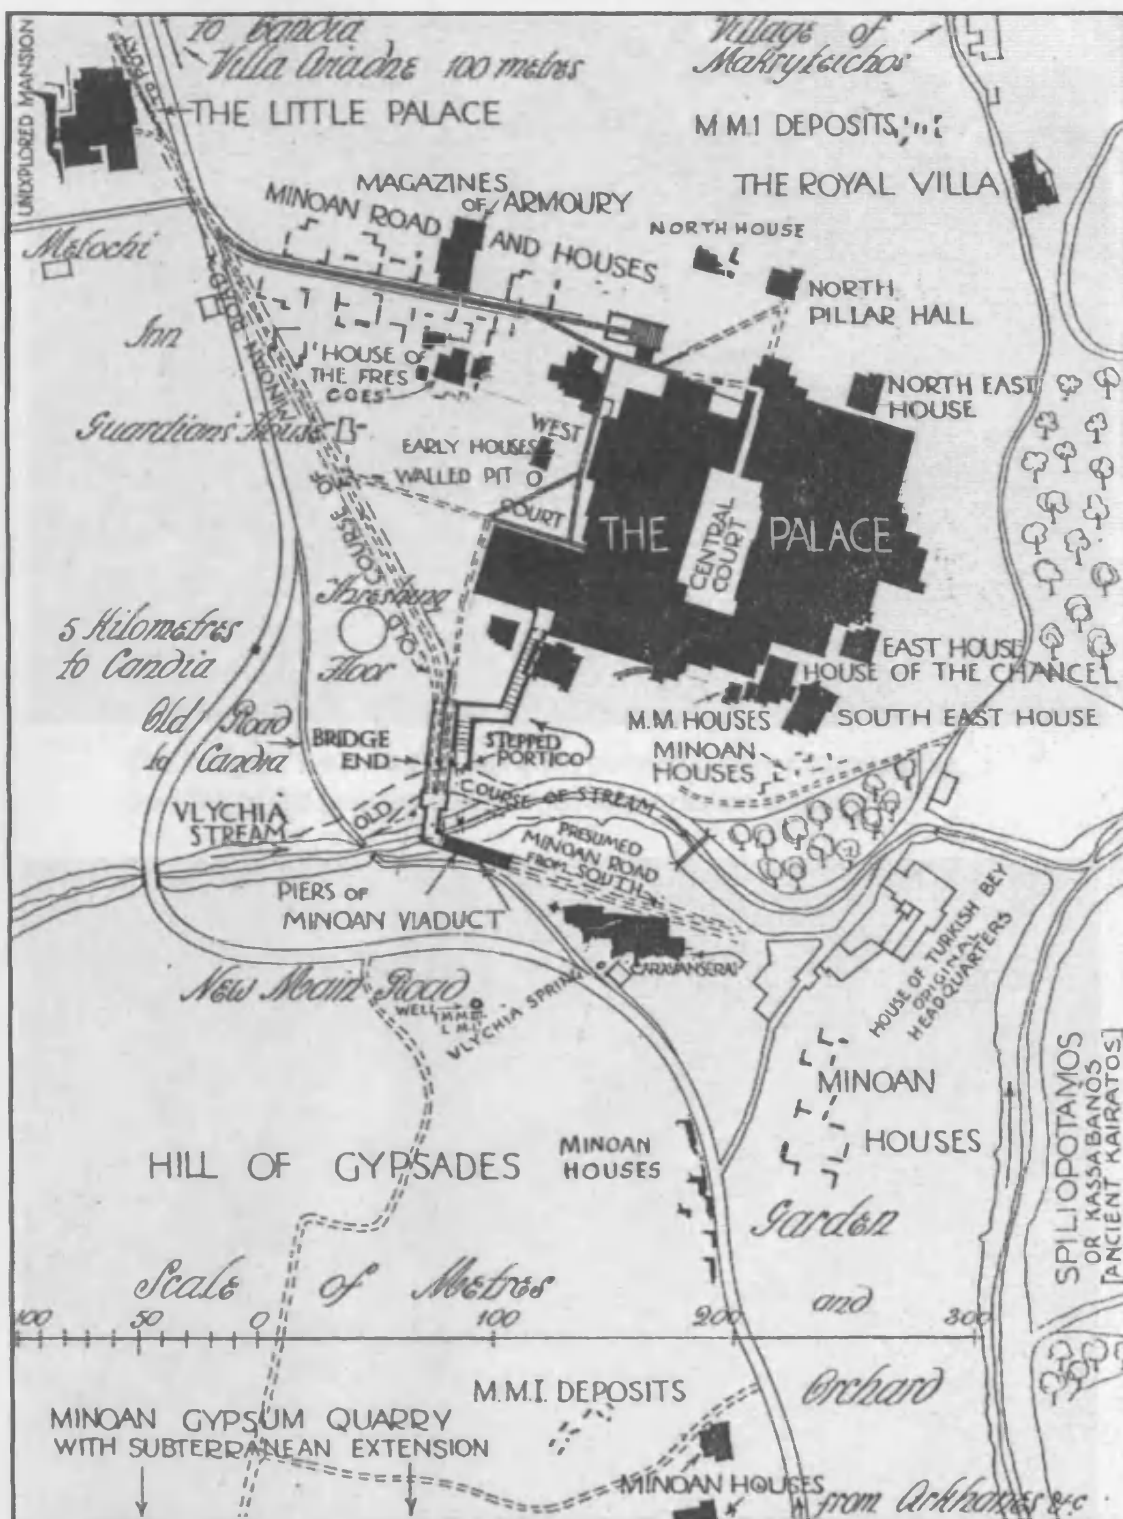 to Candia
Villa Ariadne 100 metres
Village of
Makryteichos
UNEXPLORED MANSION
THE LITTLE PALACE
M M I DEPOSITS
THE ROYAL VILLA
MAGAZINES
OF ARMOURY
MINOAN ROAD AND HOUSES
NORTH HOUSE
NORTH
PILLAR HALL
Metochi
Inn
MINOAN ROAD
'HOUSE OF
THE FRES
COES'
NORTH EAST
HOUSE
Guardian's House
EARLY HOUSES
WALLED PIT
WEST
COURT
THE PALACE
CENTRAL
COURT
COURSE OF OLD
Threshing
Floor
5 Kilometres
to Candia
EAST HOUSE
HOUSE OF THE CHANCEL
M.M. HOUSES
SOUTH EAST HOUSE
MINOAN
HOUSES
Old Road
to Candia
BRIDGE
END
STEPPED
PORTICO
VLYCHIA
STREAM
OLD COURSE OF STREAM
PRESUMED
MINOAN ROAD
FROM SOUTH
PIERS OF
MINOAN VIADUCT
CARAVANSERAI
HOUSE OF TURKISH BEY
ORIGINAL
HEADQUARTERS
New Main Road
WELL
VLYCHIA SPRING
MINOAN
HOUSES
SPILIOPOTAMOS
OR KASSABANOS
[ANCIENT KAIRATOS]
HILL OF GYPSADES
MINOAN
HOUSES
Garden
and
Orchard
Scale of Metres
100 50 0 100 200 300
M.M.I. DEPOSITS
MINOAN GYPSUM QUARRY
WITH SUBTERRANEAN EXTENSION
MINOAN HOUSES
from Arkhanes &c